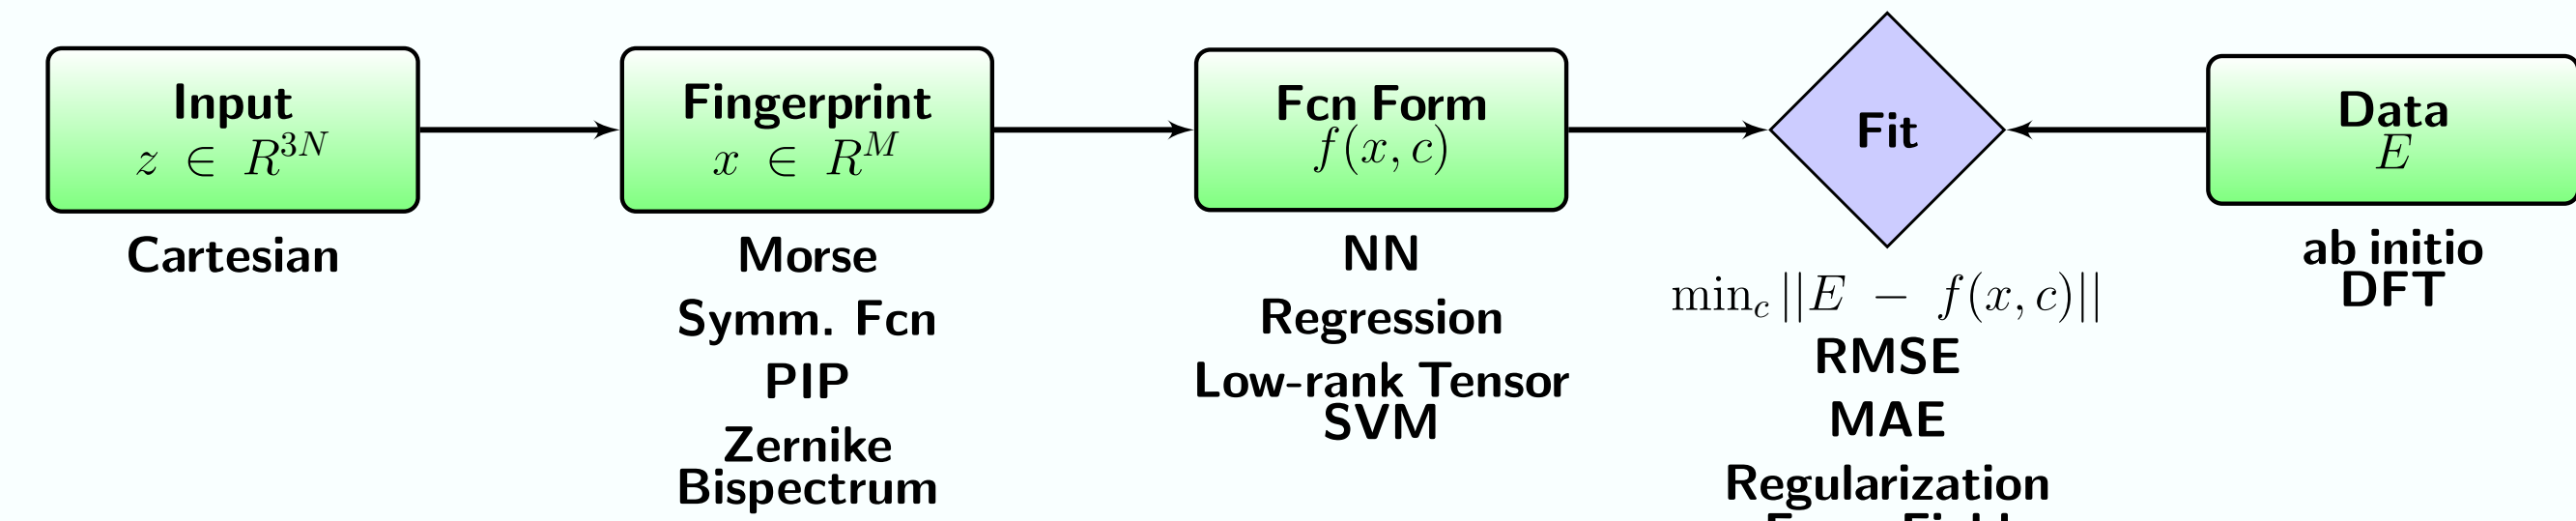 Input
z ∈ R^{3N}
Cartesian
Fingerprint
x ∈ R^M
Morse
Symm. Fcn
PIP
Zernike
Bispectrum
Fcn Form
f(x, c)
NN
Regression
Low-rank Tensor
SVM
Fit
min_c ||E − f(x, c)||
RMSE
MAE
Regularization
Data
E
ab initio
DFT